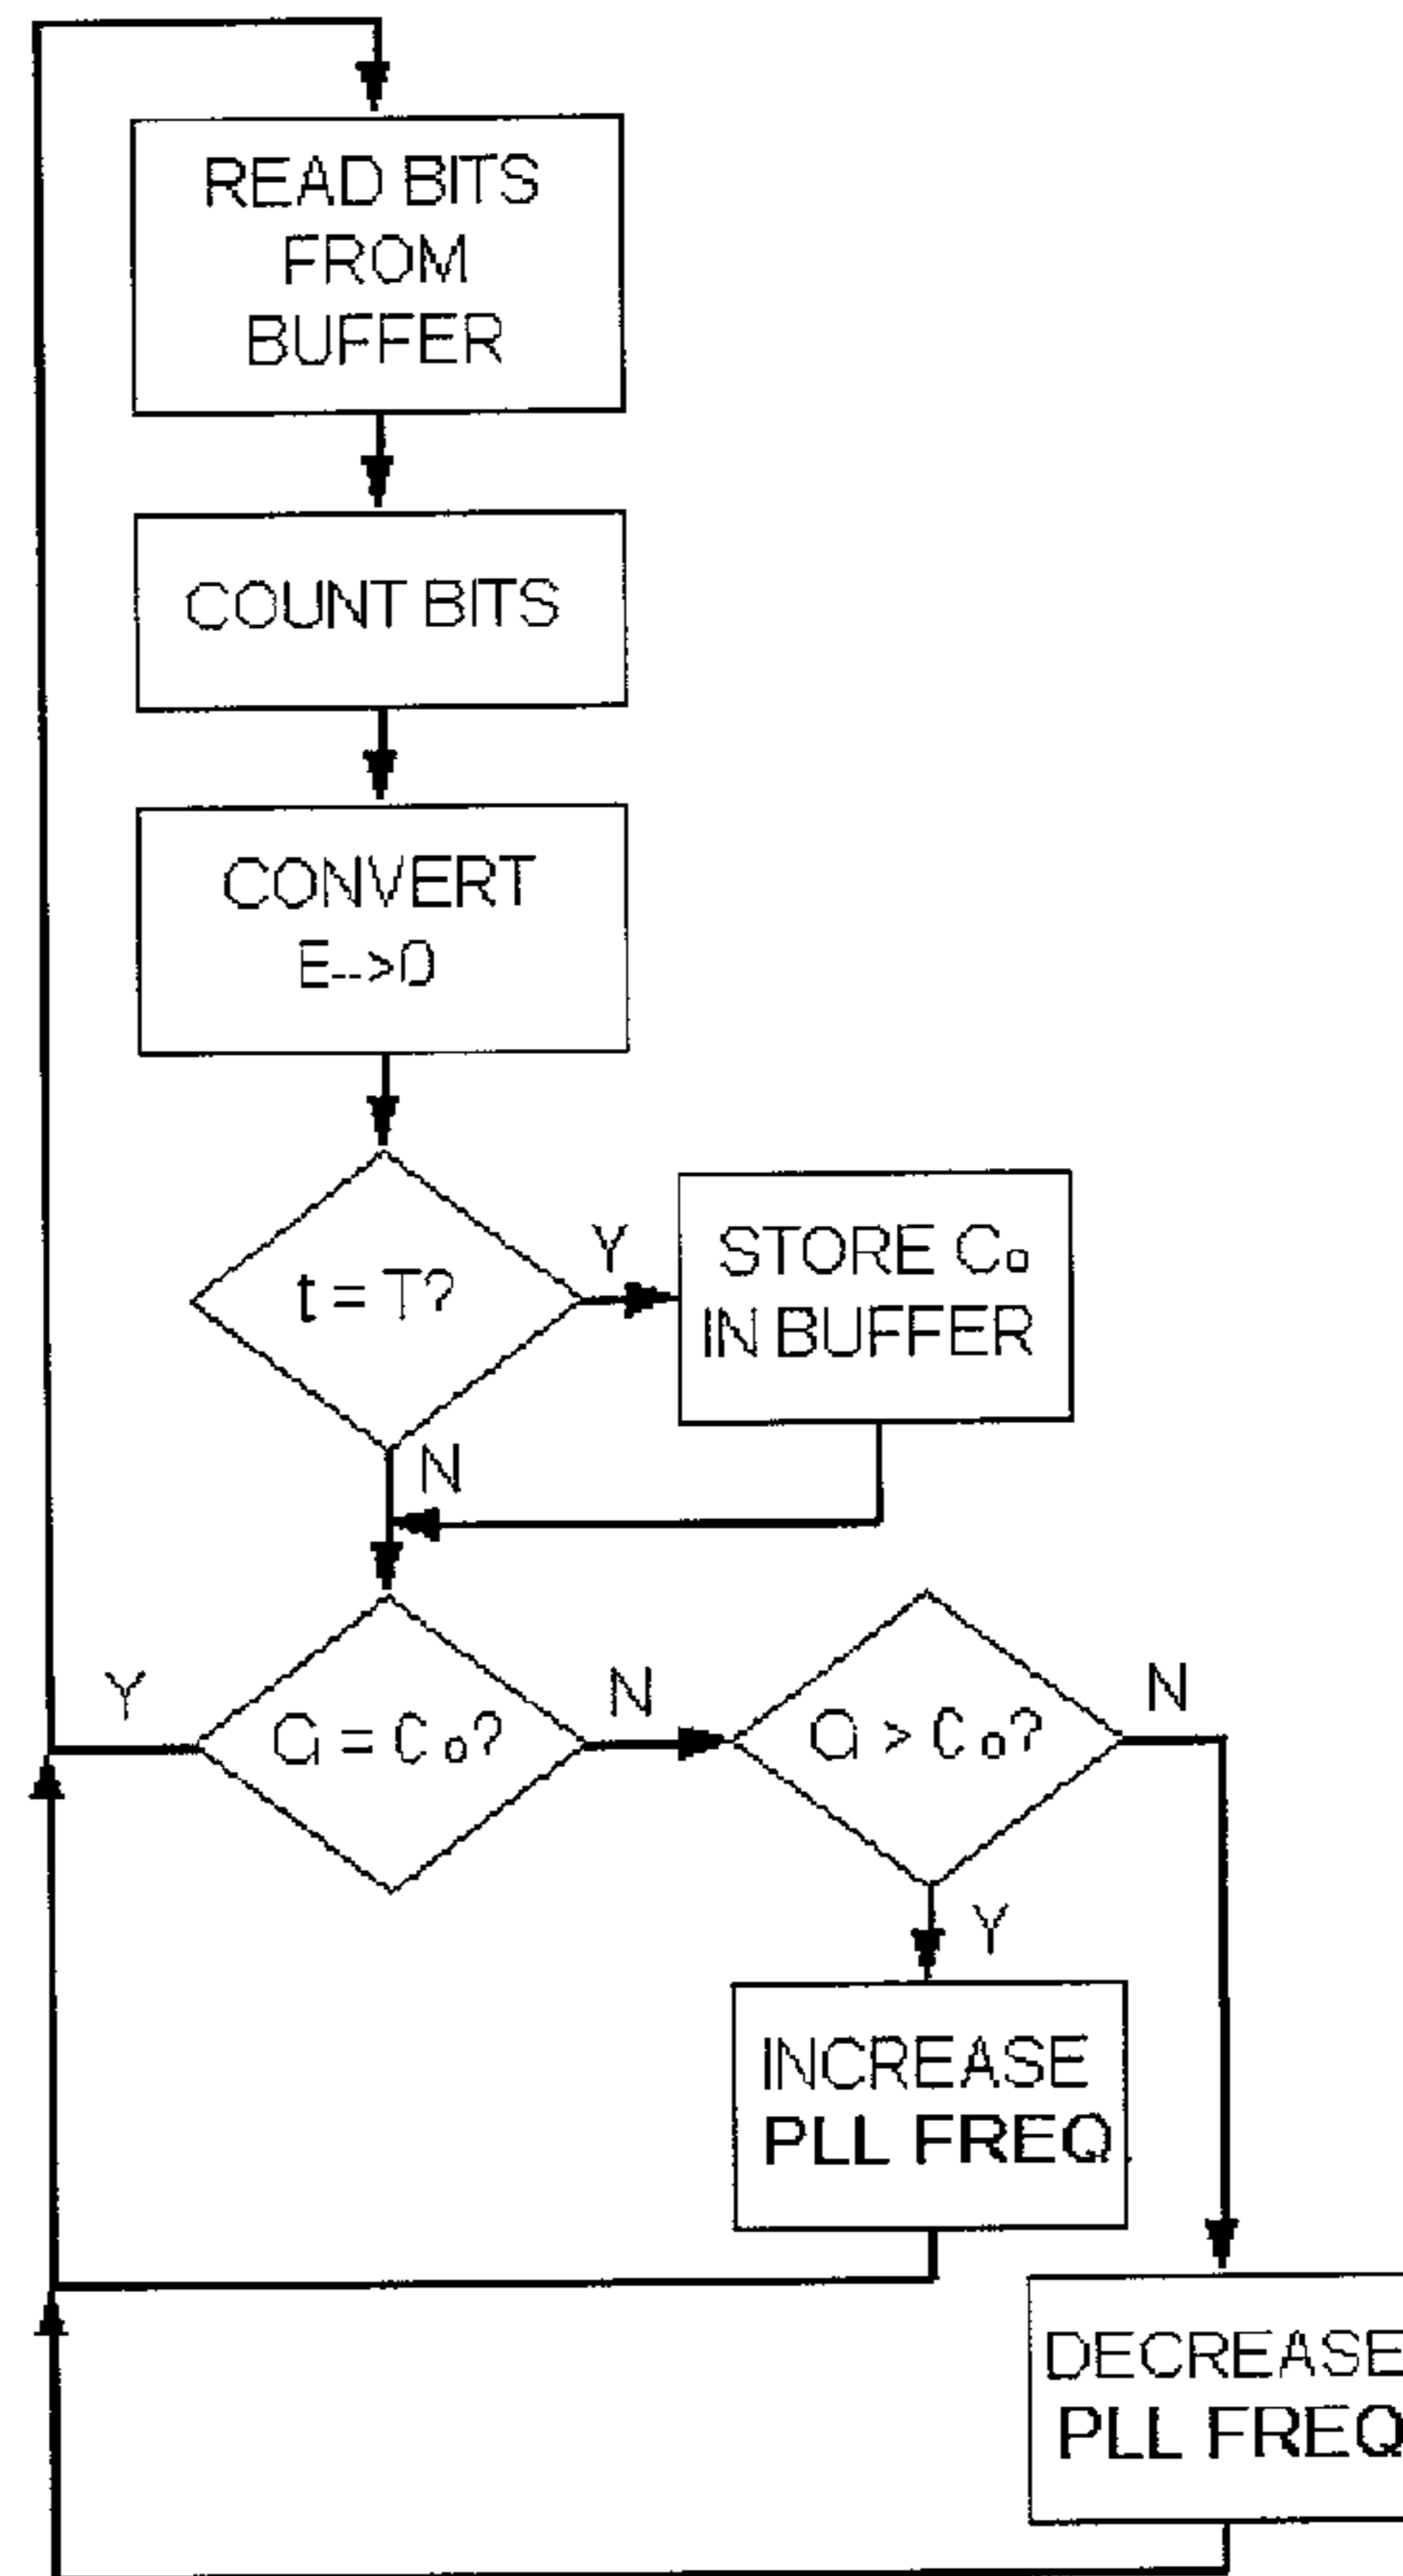 READ BITS
FROM
BUFFER
COUNT BITS
CONVERT
E-->O
t = T?
Y
STORE Co
IN BUFFER
N
Y
Ci = Co?
N
Ci > Co?
N
Y
INCREASE
PLL FREQ
DECREASE
PLL FREQ